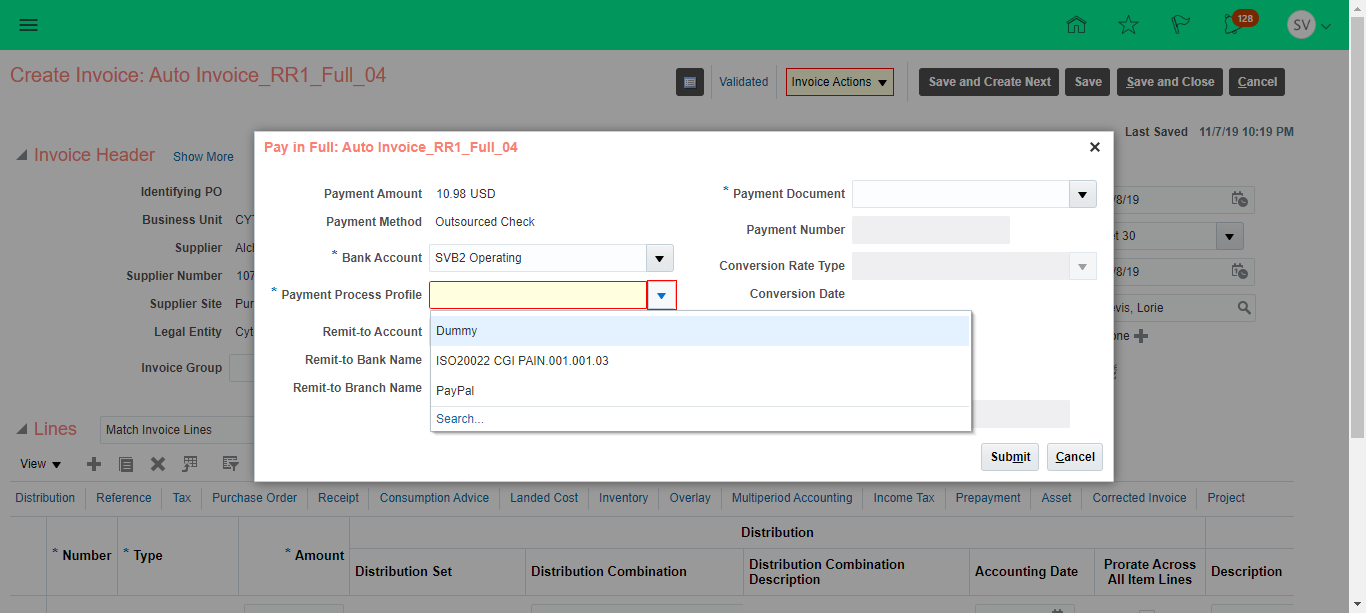 128
SV
Create Invoice: Auto Invoice_RR1_Full_04
Validated
Invoice Actions
Save and Create Next
Save
Save and Close
Cancel
Last Saved 11/7/19 10:19 PM
Invoice Header Show More
Identifying PO
Business Unit
Supplier
Supplier Number 107
Supplier Site
Legal Entity
Invoice Group
/8/19
t 30
/8/19
vis, Lorie
Pay in Full: Auto Invoice_RR1_Full_04
Payment Amount 10.98 USD
Payment Method Outsourced Check
* Bank Account SVB2 Operating
* Payment Process Profile
Remit-to Account
Remit-to Bank Name
Remit-to Branch Name
* Payment Document
Payment Number
Conversion Rate Type
Conversion Date
Dummy
ISO20022 CGI PAIN.001.001.03
PayPal
Search...
Submit
Cancel
Lines Match Invoice Lines
View
Distribution Reference Tax Purchase Order Receipt Consumption Advice Landed Cost Inventory Overlay Multiperiod Accounting Income Tax Prepayment Asset Corrected Invoice Project
Distribution
* Number * Type * Amount
Distribution Set
Distribution Combination
Distribution Combination
Description
Accounting Date
Prorate Across
All Item Lines
Description